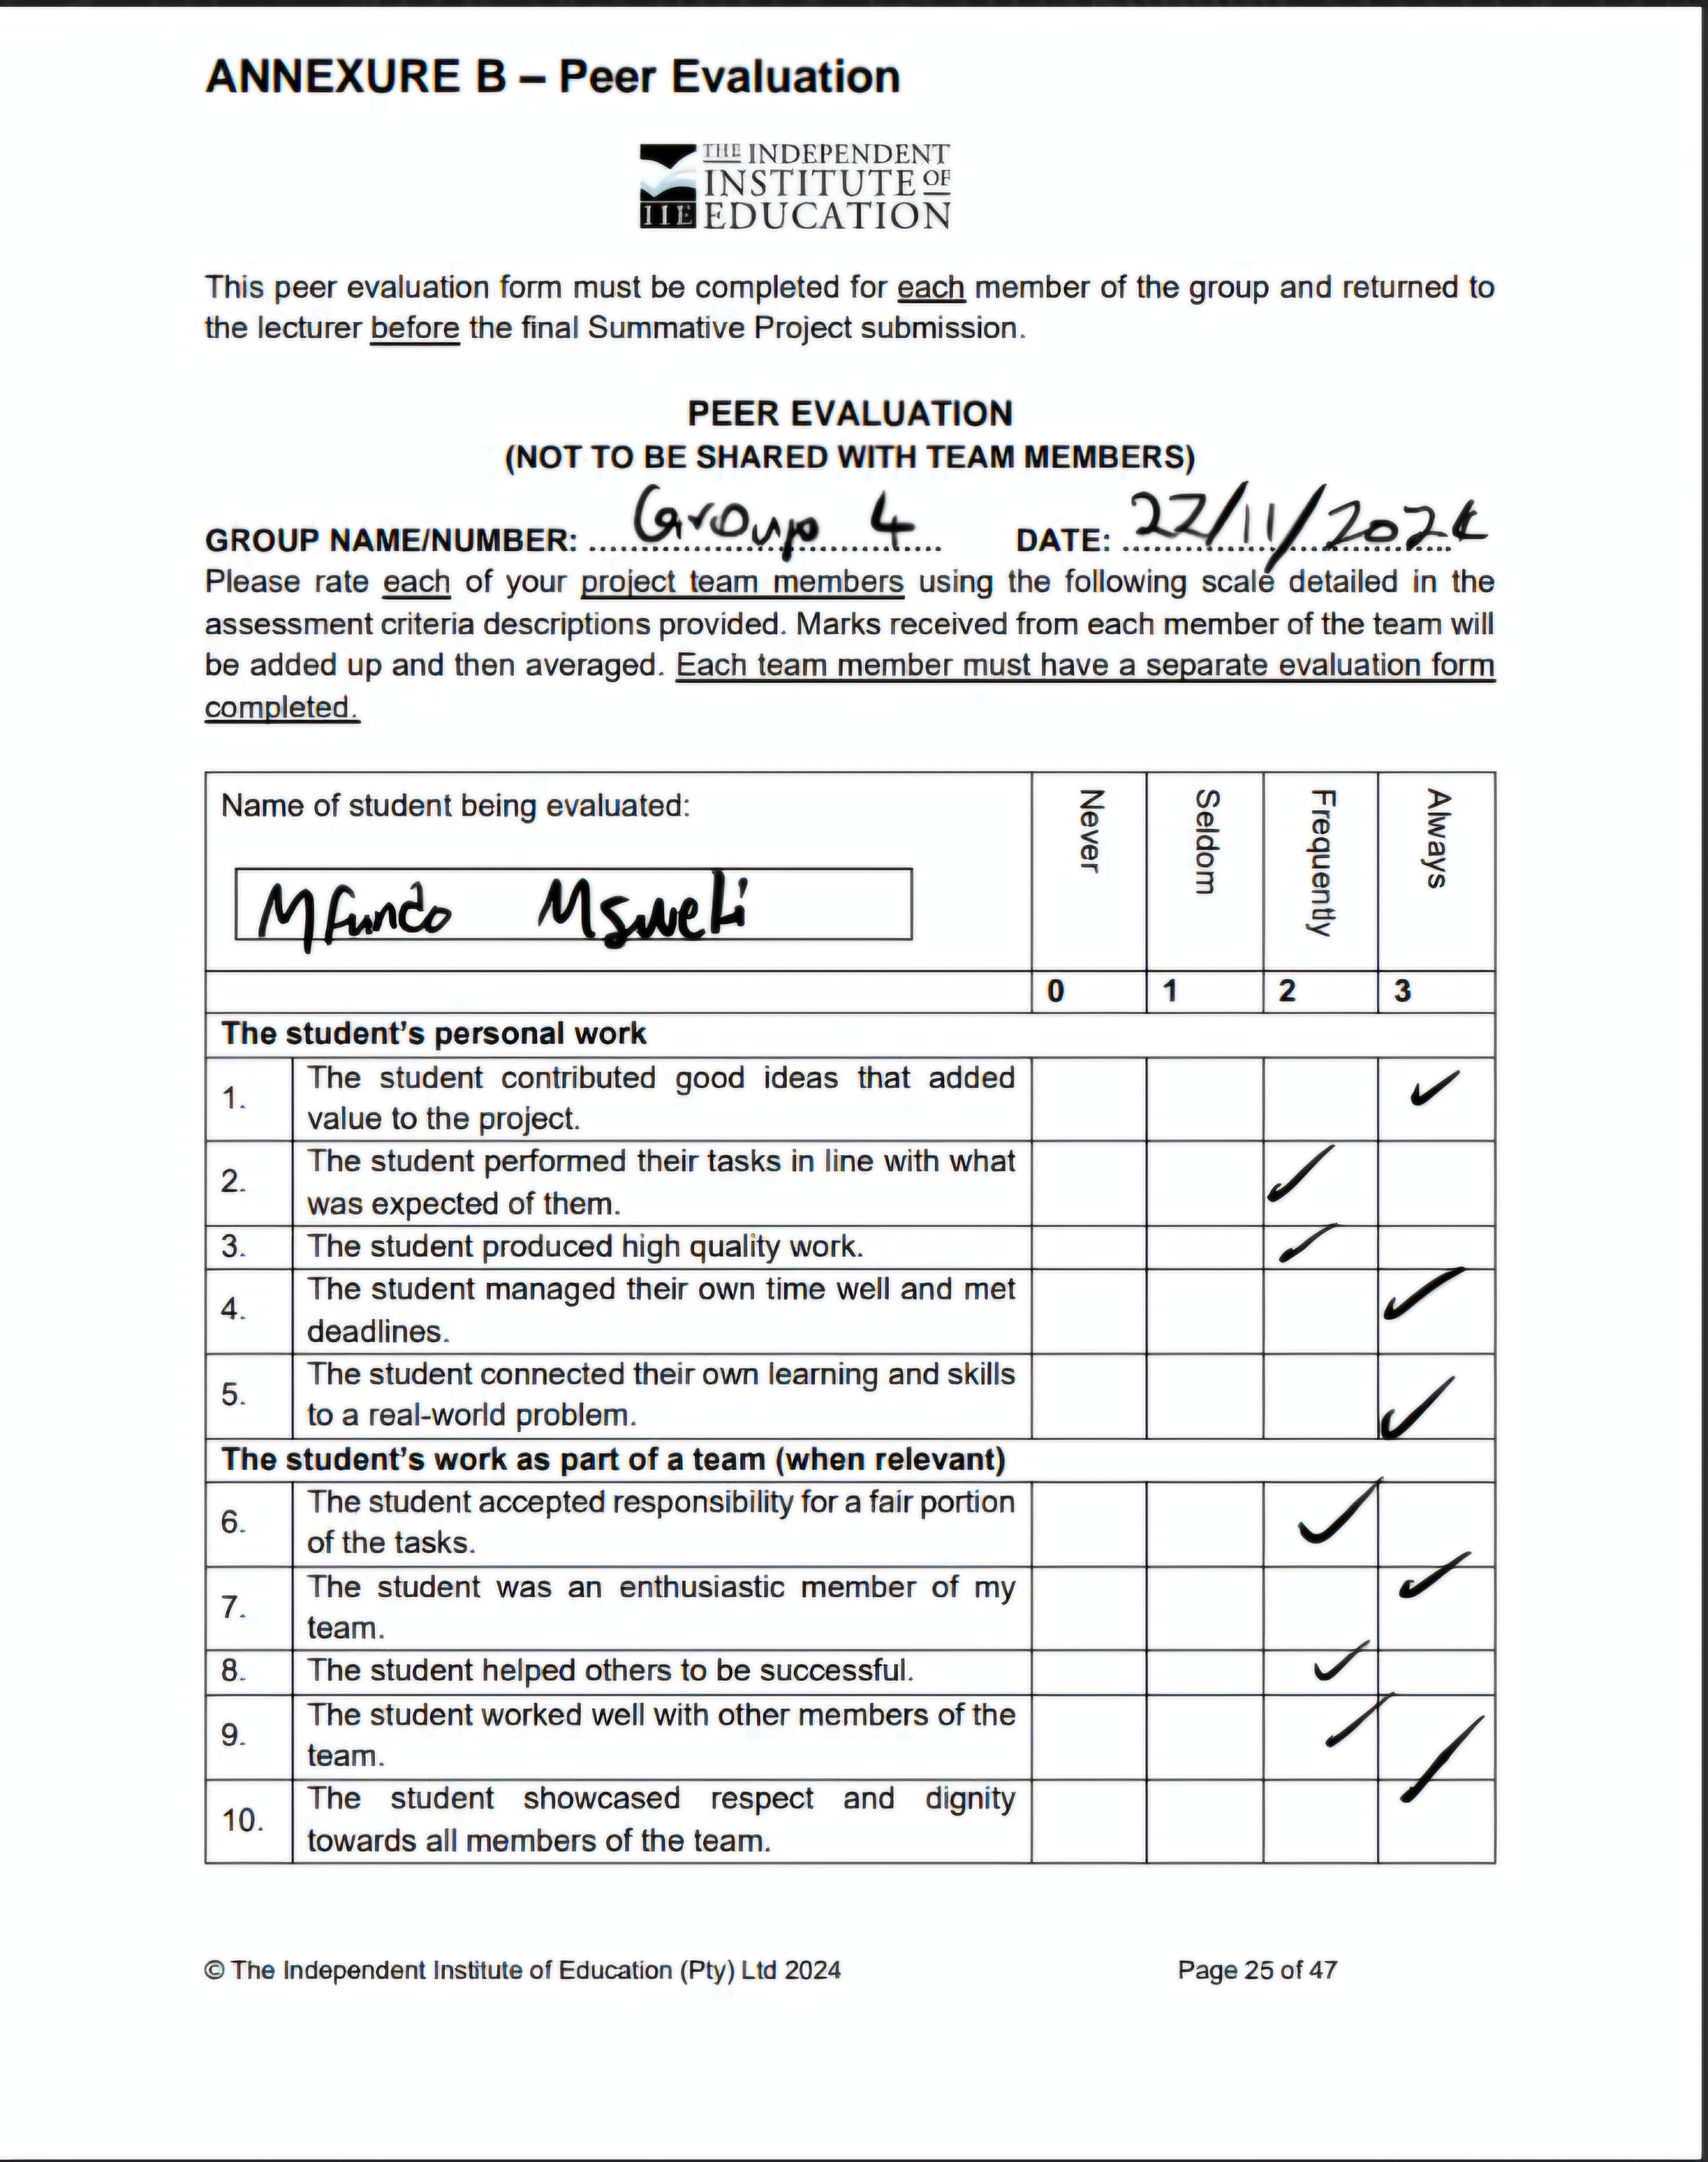 ANNEXURE B – Peer Evaluation
THE INDEPENDENT
INSTITUTE OF
IIE EDUCATION
This peer evaluation form must be completed for each member of the group and returned to
the lecturer before the final Summative Project submission.
PEER EVALUATION
(NOT TO BE SHARED WITH TEAM MEMBERS)
GROUP NAME/NUMBER: Group 4 DATE: 22/11/2024
Please rate each of your project team members using the following scale detailed in the
assessment criteria descriptions provided. Marks received from each member of the team will
be added up and then averaged. Each team member must have a separate evaluation form
completed.
Name of student being evaluated:
Mfundo Msweli
Never
Seldom
Frequently
Always
0 1 2 3
The student's personal work
1. The student contributed good ideas that added
value to the project. ✓
2. The student performed their tasks in line with what
was expected of them. ✓
3. The student produced high quality work. ✓
4. The student managed their own time well and met
deadlines. ✓
5. The student connected their own learning and skills
to a real-world problem. ✓
The student's work as part of a team (when relevant)
6. The student accepted responsibility for a fair portion
of the tasks. ✓
7. The student was an enthusiastic member of my
team. ✓
8. The student helped others to be successful. ✓
9. The student worked well with other members of the
team. ✓
10. The student showcased respect and dignity
towards all members of the team. ✓
© The Independent Institute of Education (Pty) Ltd 2024 Page 25 of 47